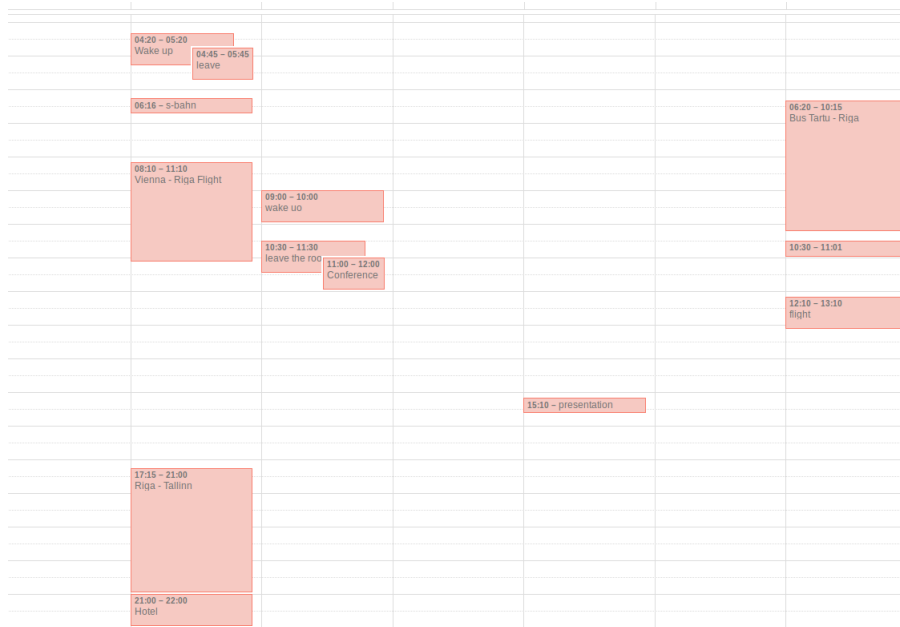 04:20 – 05:20
Wake up
04:45 – 05:45
leave
06:16 – s-bahn
08:10 – 11:10
Vienna - Riga Flight
17:15 – 21:00
Riga - Tallinn
21:00 – 22:00
Hotel
09:00 – 10:00
wake uo
10:30 – 11:30
leave the roo
11:00 – 12:00
Conference
15:10 – presentation
06:20 – 10:15
Bus Tartu - Riga
10:30 – 11:01
12:10 – 13:10
flight